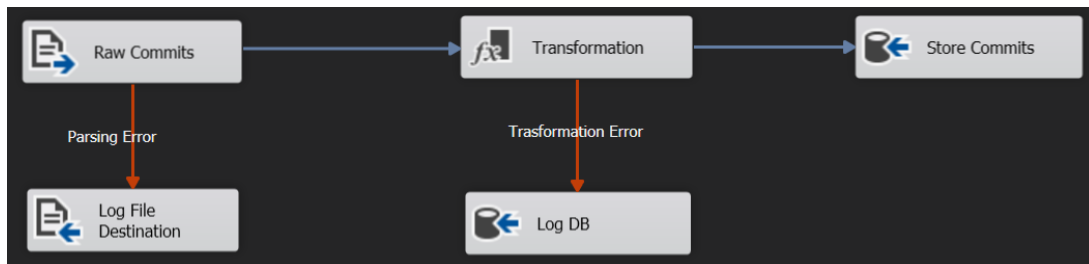 Raw Commits
Transformation
Store Commits
Parsing Error
Trasformation Error
Log File
Destination
Log DB